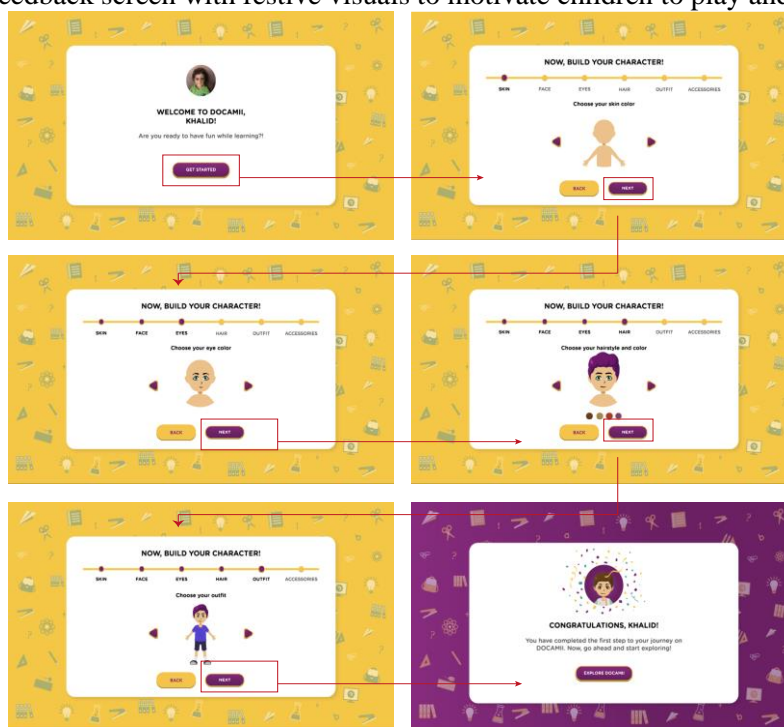 eedback screen with festive visuals to motivate children to play and
WELCOME TO DOCAMII,
KHALID!
Are you ready to have fun while learning?!
GET STARTED
NOW, BUILD YOUR CHARACTER!
SKIN FACE EYES HAIR OUTFIT ACCESSORIES
Choose your skin color
BACK NEXT
NOW, BUILD YOUR CHARACTER!
SKIN FACE EYES HAIR OUTFIT ACCESSORIES
Choose your eye color
BACK NEXT
NOW, BUILD YOUR CHARACTER!
SKIN FACE EYES HAIR OUTFIT ACCESSORIES
Choose your hairstyle and color
BACK NEXT
NOW, BUILD YOUR CHARACTER!
SKIN FACE EYES HAIR OUTFIT ACCESSORIES
Choose your outfit
BACK NEXT
CONGRATULATIONS, KHALID!
You have completed the first step to your journey on
DOCAMII. Now, go ahead and start exploring!
EXPLORE DOCAMII